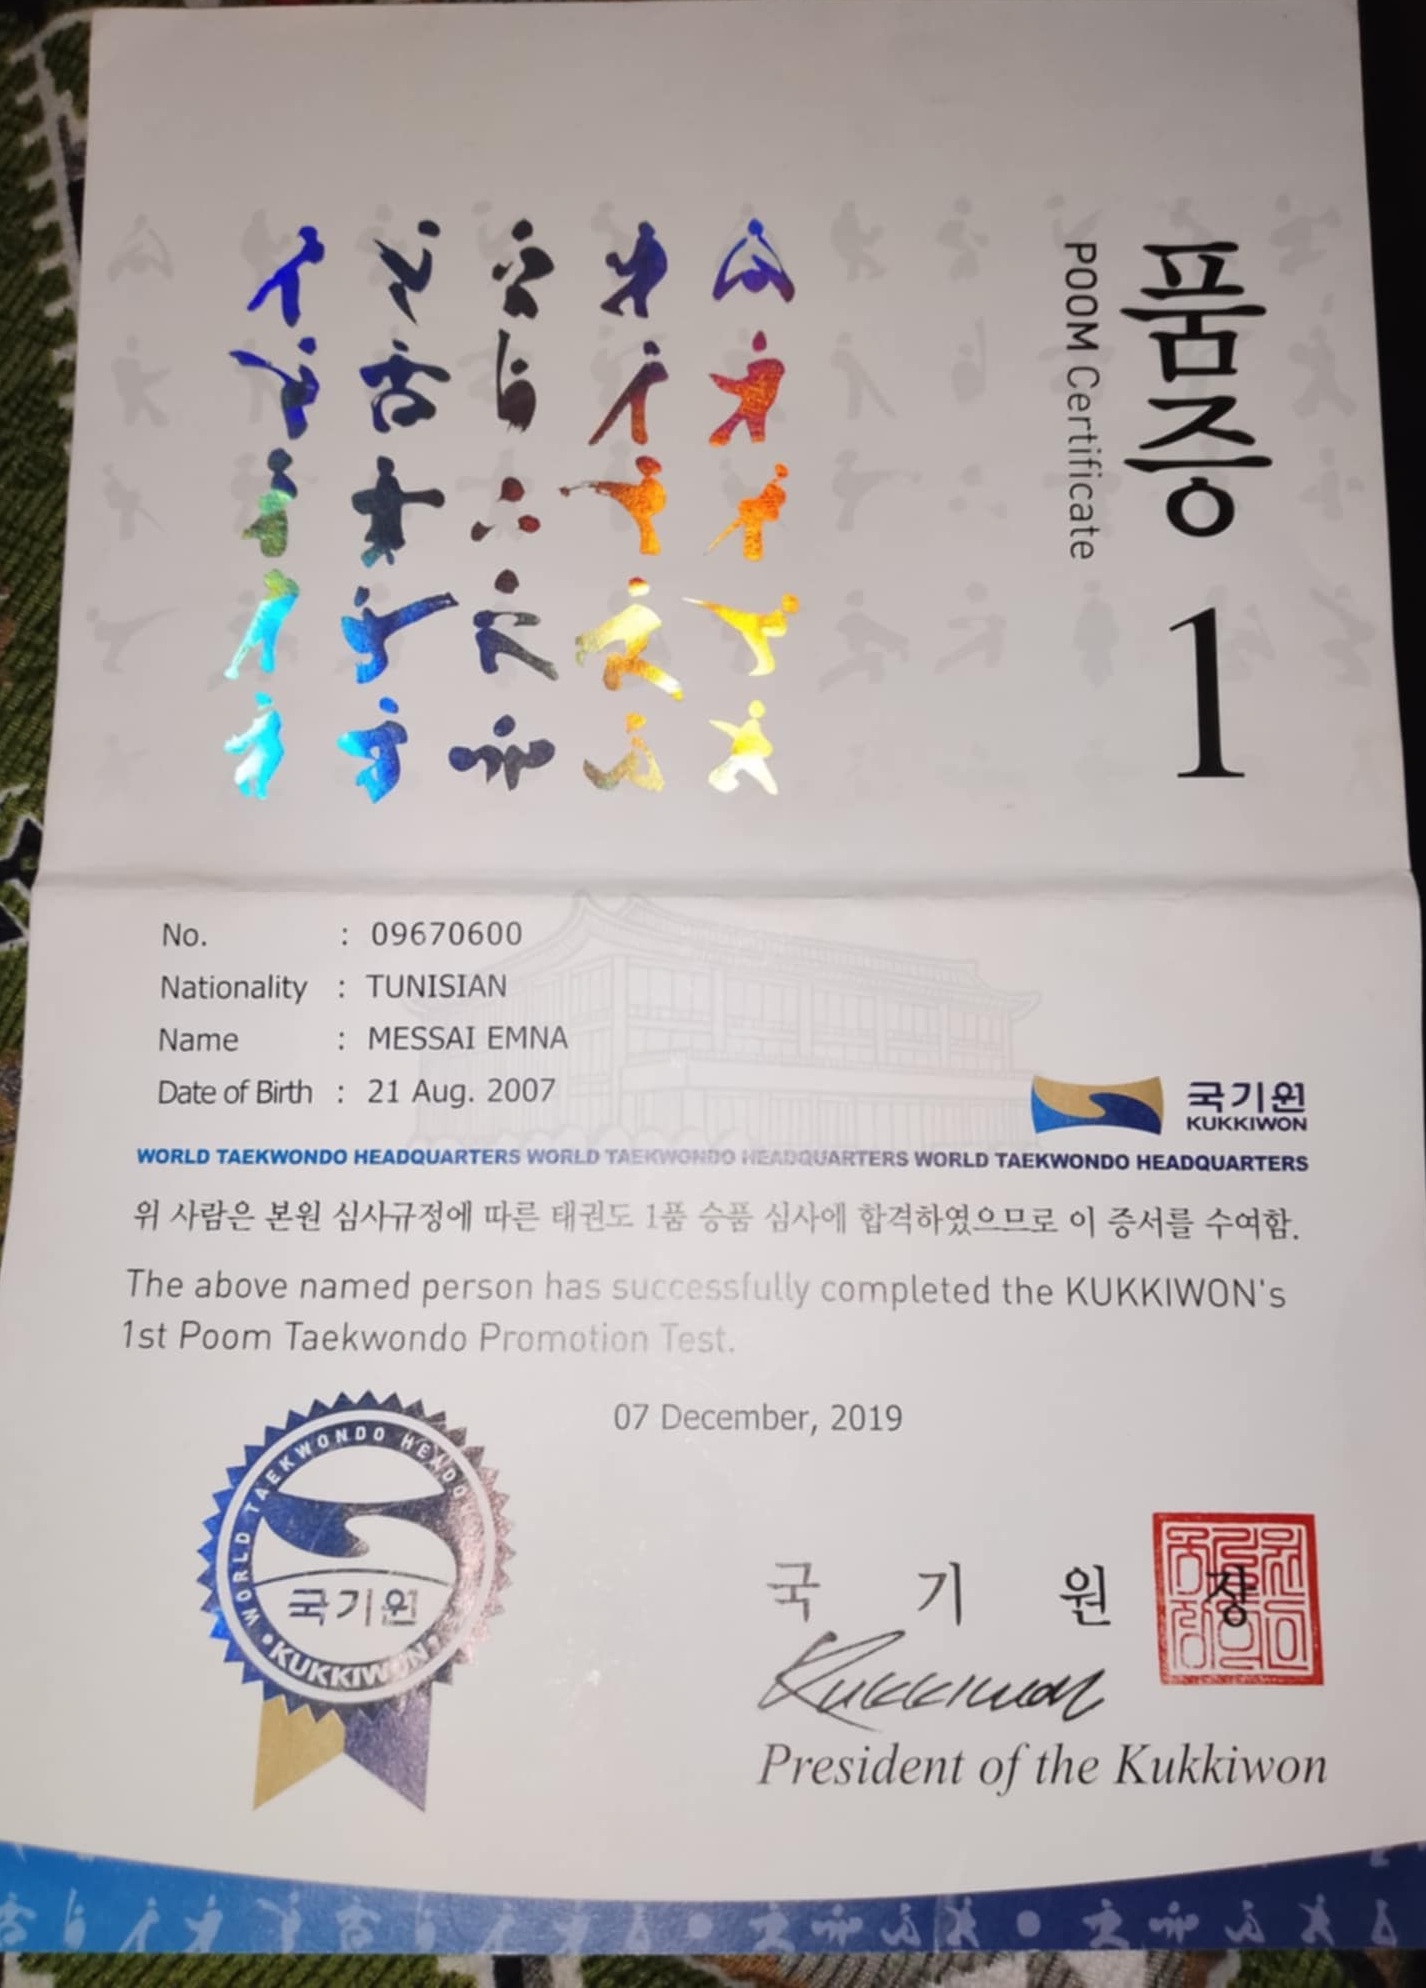 품증 1
POOM Certificate
No. : 09670600
Nationality : TUNISIAN
Name : MESSAI EMNA
Date of Birth : 21 Aug. 2007
국기원
KUKKIWON
WORLD TAEKWONDO HEADQUARTERS WORLD TAEKWONDO HEADQUARTERS WORLD TAEKWONDO HEADQUARTERS
위 사람은 본원 심사규정에 따른 태권도 1품 승품 심사에 합격하였으므로 이 증서를 수여함.
The above named person has successfully completed the KUKKIWON's
1st Poom Taekwondo Promotion Test.
07 December, 2019
WORLD TAEKWONDO HEADQ
국기원
KUKKIWON
국 기 원 장
Kukkiwon
President of the Kukkiwon